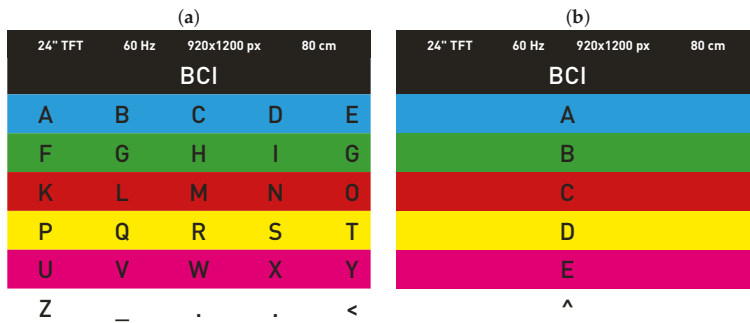 (a)
24" TFT 60 Hz 920x1200 px 80 cm
BCI
A B C D E
F G H I G
K L M N O
P Q R S T
U V W X Y
Z _ . . <
(b)
24" TFT 60 Hz 920x1200 px 80 cm
BCI
A
B
C
D
E
^